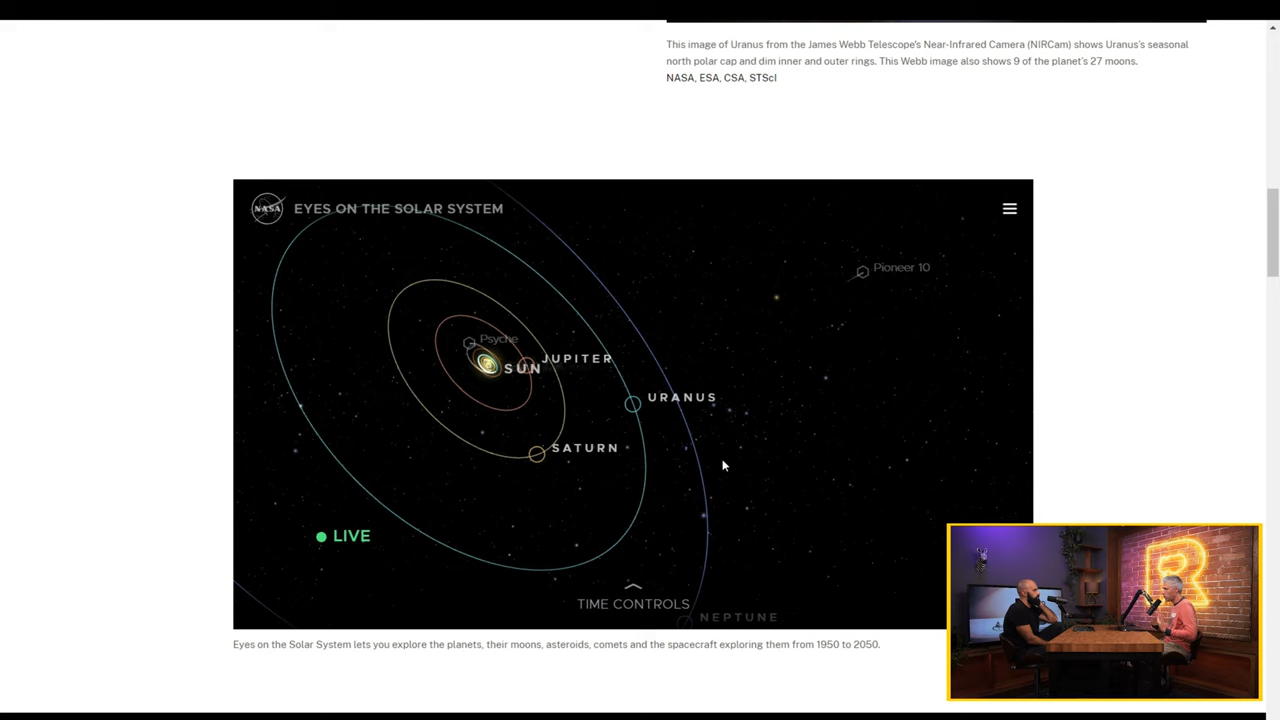 This image of Uranus from the James Webb Telescope's Near-Infrared Camera (NIRCam) shows Uranus's seasonal
north polar cap and dim inner and outer rings. This Webb image also shows 9 of the planet's 27 moons.
NASA, ESA, CSA, STScI
NASA
EYES ON THE SOLAR SYSTEM
Pioneer 10
Psyche
JUPITER
SUN
URANUS
SATURN
LIVE
TIME CONTROLS
NEPTUNE
Eyes on the Solar System lets you explore the planets, their moons, asteroids, comets and the spacecraft exploring them from 1950 to 2050.
R